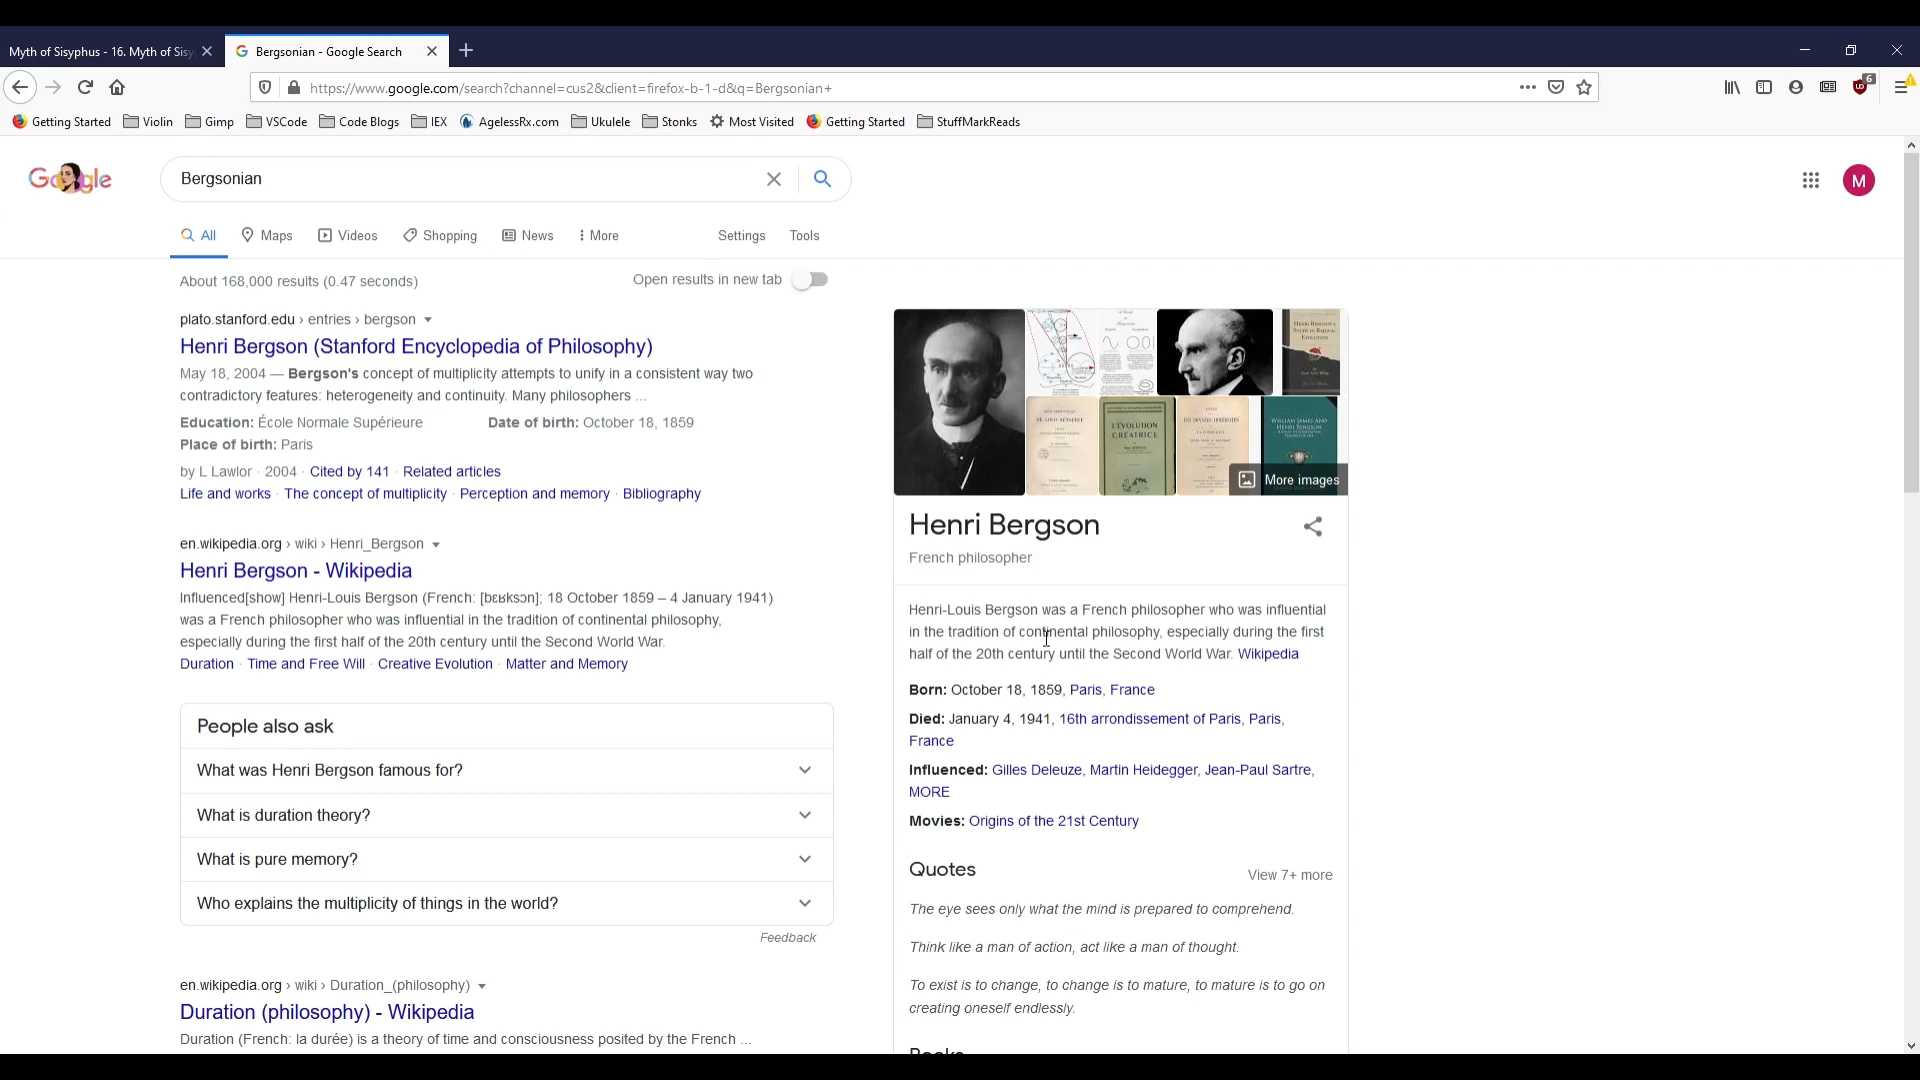 Myth of Sisyphus - 16. Myth of Sisy
Bergsonian - Google Search
https://www.google.com/search?channel=cus2&client=firefox-b-1-d&q=Bergsonian+
6
Getting Started Violin Gimp VSCode Code Blogs IEX AgelessRx.com Ukulele Stonks Most Visited Getting Started StuffMarkReads
Google
Bergsonian
M
All Maps Videos Shopping News More Settings Tools
About 168,000 results (0.47 seconds)
Open results in new tab
plato.stanford.edu › entries › bergson
Henri Bergson (Stanford Encyclopedia of Philosophy)
May 18, 2004 — Bergson's concept of multiplicity attempts to unify in a consistent way two
contradictory features: heterogeneity and continuity. Many philosophers ...
Education: École Normale Supérieure Date of birth: October 18, 1859
Place of birth: Paris
by L Lawlor · 2004 · Cited by 141 · Related articles
Life and works · The concept of multiplicity · Perception and memory · Bibliography
en.wikipedia.org › wiki › Henri_Bergson
Henri Bergson - Wikipedia
Influenced[show] Henri-Louis Bergson (French: [bɛʁksɔn]; 18 October 1859 – 4 January 1941)
was a French philosopher who was influential in the tradition of continental philosophy,
especially during the first half of the 20th century until the Second World War.
Duration · Time and Free Will · Creative Evolution · Matter and Memory
People also ask
What was Henri Bergson famous for?
What is duration theory?
What is pure memory?
Who explains the multiplicity of things in the world?
Feedback
en.wikipedia.org › wiki › Duration_(philosophy)
Duration (philosophy) - Wikipedia
Duration (French: la durée) is a theory of time and consciousness posited by the French ...
L'ÉVOLUTION
CRÉATRICE
WILLIAM JAMES AND
HENRI BERGSON
More images
Henri Bergson
French philosopher
Henri-Louis Bergson was a French philosopher who was influential
in the tradition of continental philosophy, especially during the first
half of the 20th century until the Second World War. Wikipedia
Born: October 18, 1859, Paris, France
Died: January 4, 1941, 16th arrondissement of Paris, Paris,
France
Influenced: Gilles Deleuze, Martin Heidegger, Jean-Paul Sartre,
MORE
Movies: Origins of the 21st Century
Quotes
View 7+ more
The eye sees only what the mind is prepared to comprehend.
Think like a man of action, act like a man of thought.
To exist is to change, to change is to mature, to mature is to go on
creating oneself endlessly.
Books